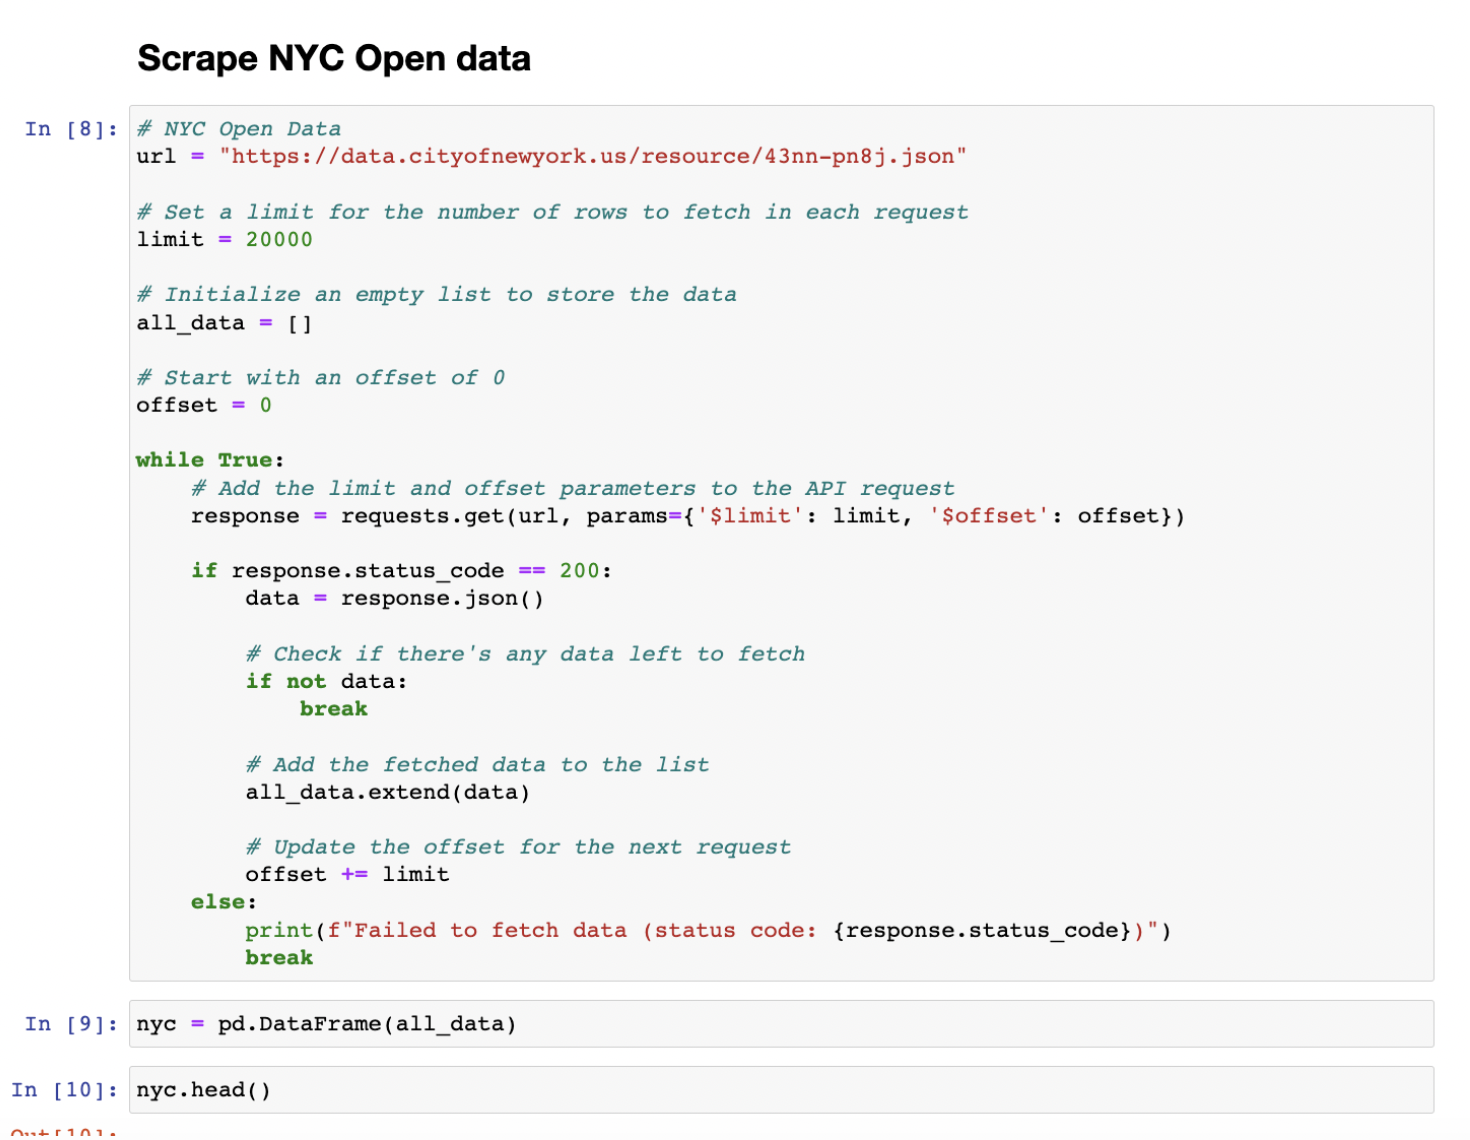 Scrape NYC Open data
In [8]: # NYC Open Data
url = "https://data.cityofnewyork.us/resource/43nn-pn8j.json"
# Set a limit for the number of rows to fetch in each request
limit = 20000
# Initialize an empty list to store the data
all_data = []
# Start with an offset of 0
offset = 0
while True:
    # Add the limit and offset parameters to the API request
    response = requests.get(url, params={'$limit': limit, '$offset': offset})
    if response.status_code == 200:
        data = response.json()
        # Check if there's any data left to fetch
        if not data:
            break
        # Add the fetched data to the list
        all_data.extend(data)
        # Update the offset for the next request
        offset += limit
    else:
        print(f"Failed to fetch data (status code: {response.status_code})")
        break
In [9]: nyc = pd.DataFrame(all_data)
In [10]: nyc.head()
Out[10]: